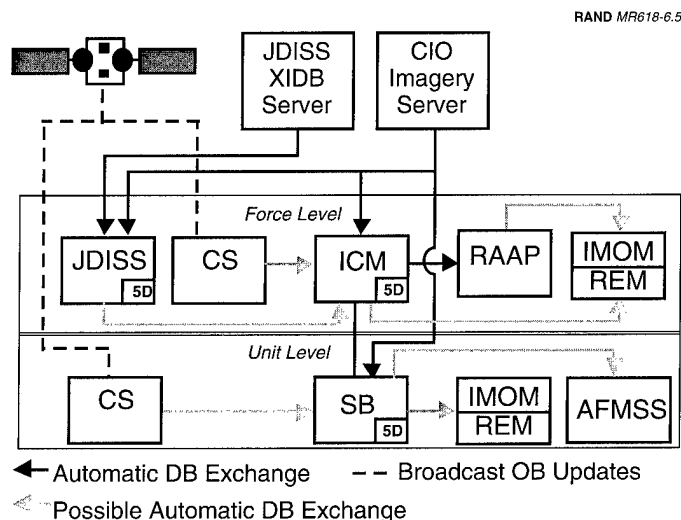 RAND MR618-6.5
JDISS
XIDB
Server
CIO
Imagery
Server
Force Level
JDISS
5D
CS
ICM
5D
RAAP
IMOM
REM
Unit Level
CS
SB
5D
IMOM
REM
AFMSS
Automatic DB Exchange
Broadcast OB Updates
Possible Automatic DB Exchange